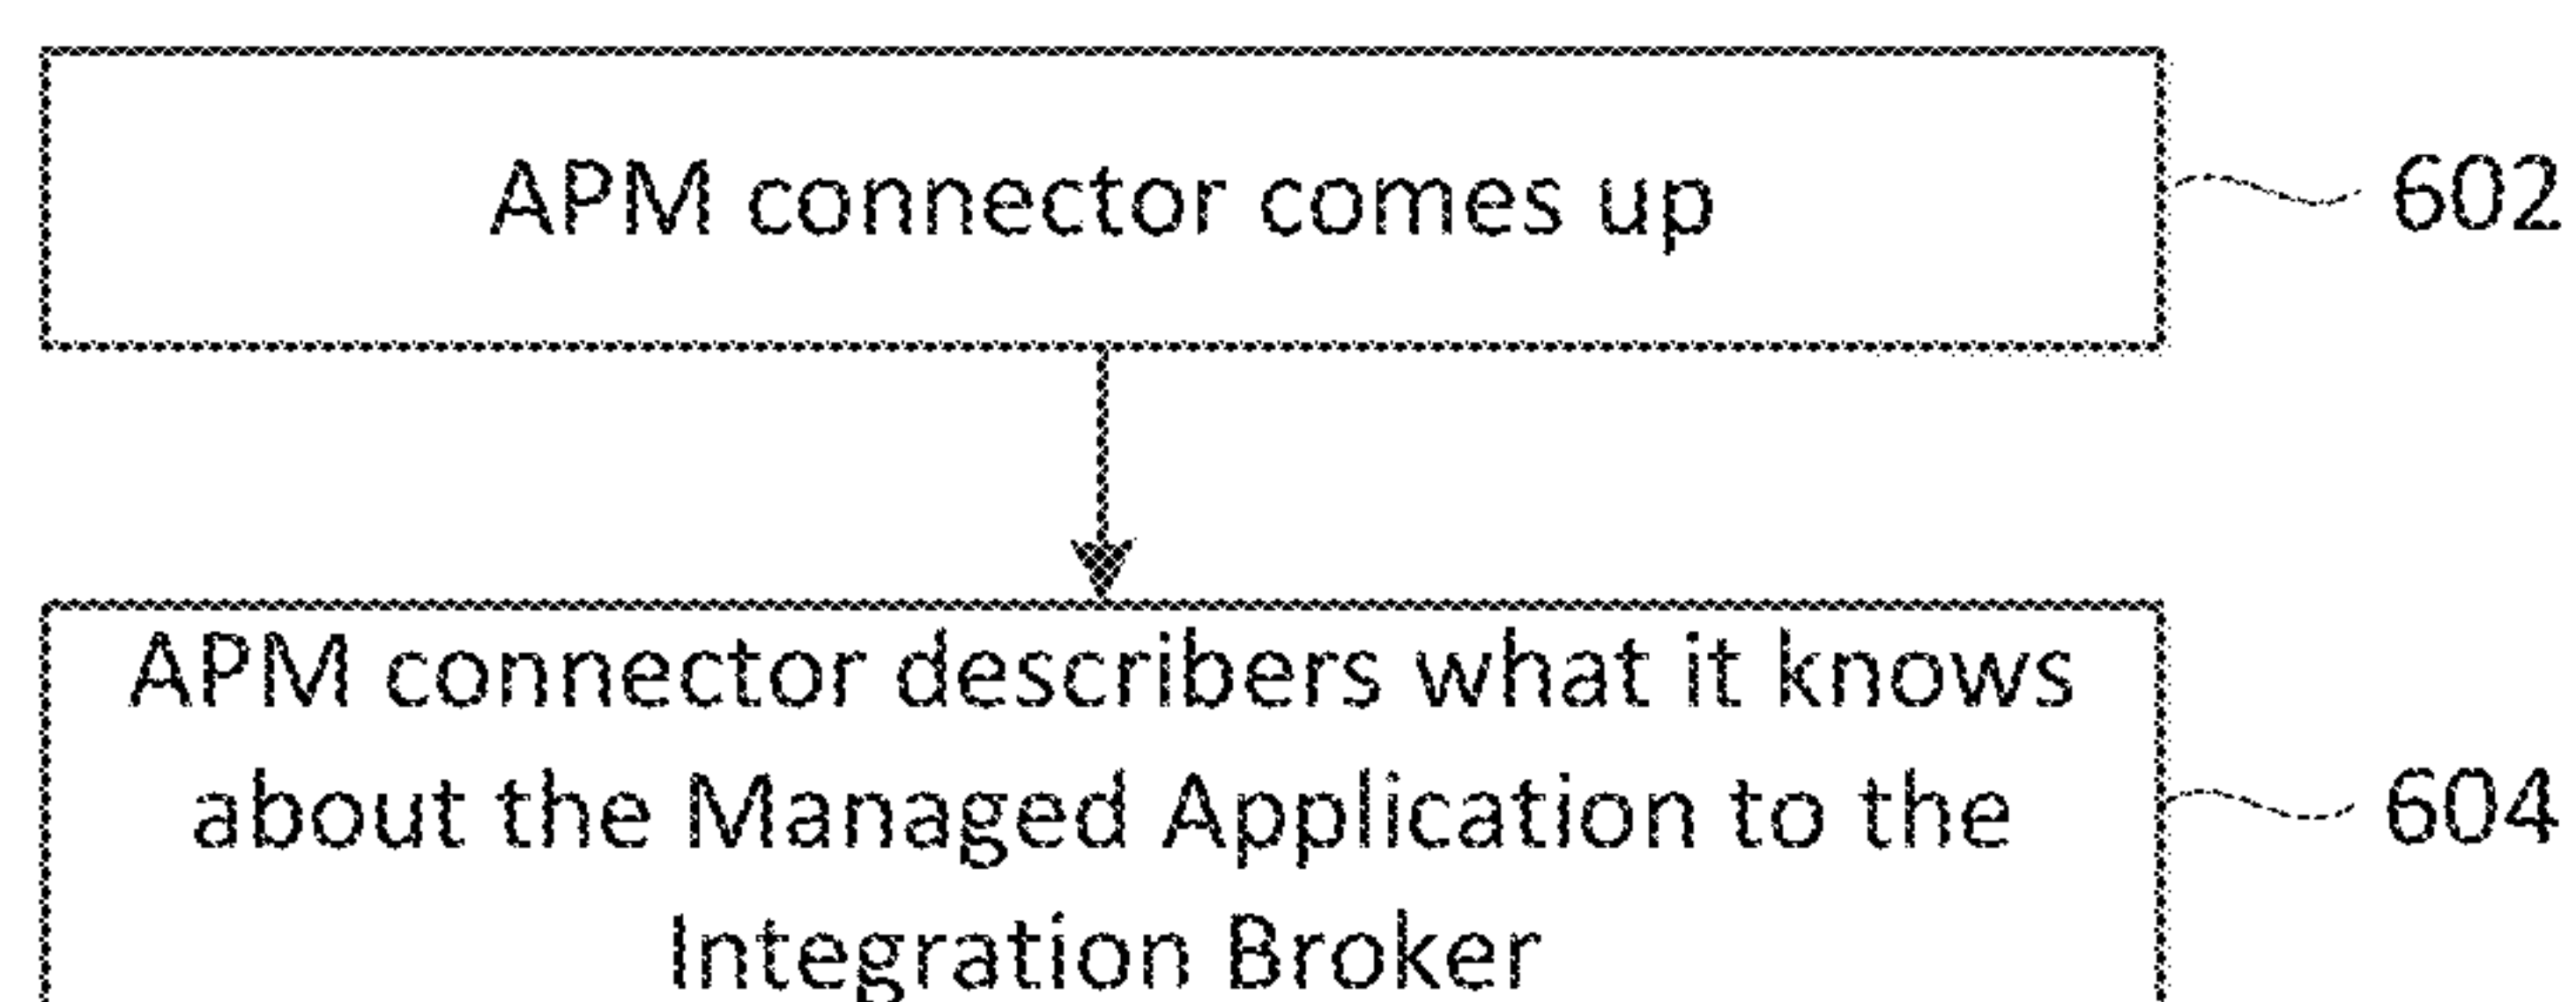 APM connector comes up
602
APM connector describers what it knows
about the Managed Application to the
604
Integration Broker